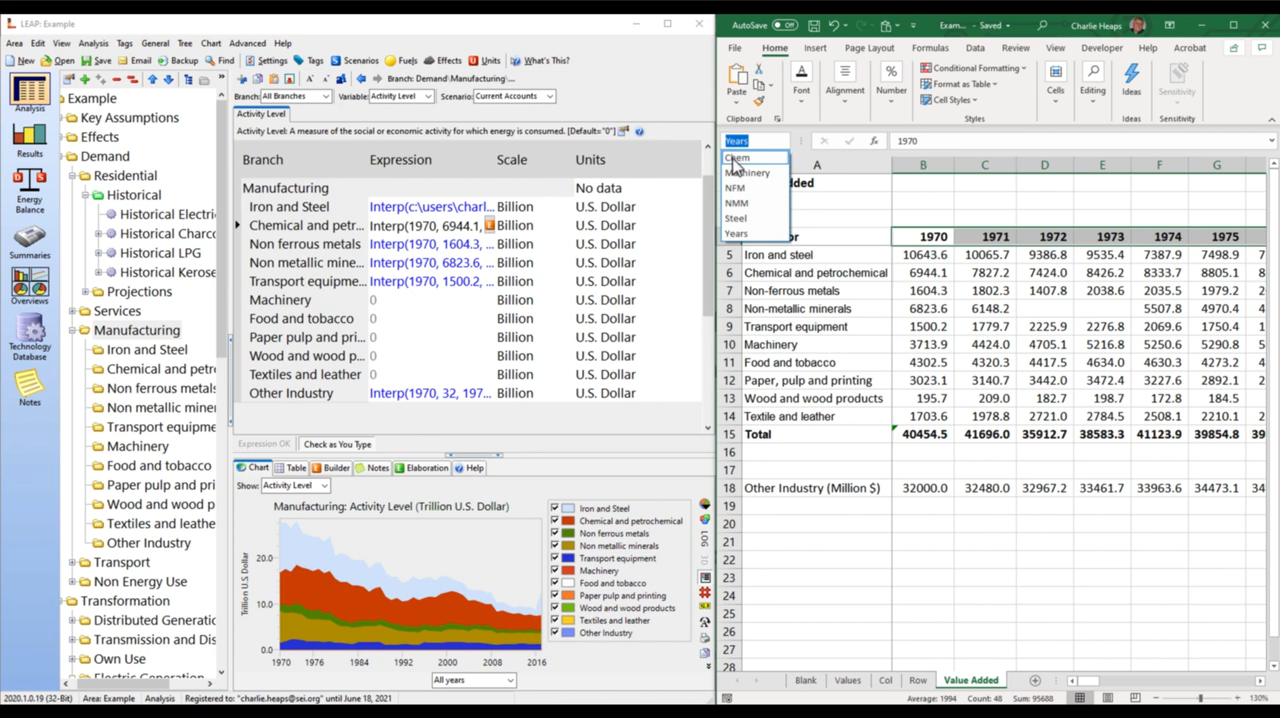 LEAP: Example
Area Edit View Analysis Tags General Tree Chart Advanced Help
New Open Save Email Backup Find Settings Tags Scenarios Fuels Effects Units What's This?
Branch: Demand\Manufacturing\...
Branch: All Branches Variable: Activity Level Scenario: Current Accounts
Analysis
Results
Energy
Balance
Summaries
Overviews
Technology
Database
Notes
Example
Key Assumptions
Effects
Demand
Residential
Historical
Historical Electri
Historical Charco
Historical LPG
Historical Kerose
Projections
Services
Manufacturing
Iron and Steel
Chemical and petro
Non ferrous metals
Non metallic miner
Transport equipme
Machinery
Food and tobacco
Paper pulp and prin
Wood and wood p
Textiles and leathe
Other Industry
Transport
Non Energy Use
Transformation
Distributed Generatio
Transmission and Dis
Own Use
Electric Generation
Activity Level
Activity Level: A measure of the social or economic activity for which energy is consumed. [Default="0"]
Branch Expression Scale Units
Manufacturing No data
Iron and Steel Interp(c:\users\charl... Billion U.S. Dollar
Chemical and petr... Interp(1970, 6944.1, Billion U.S. Dollar
Non ferrous metals Interp(1970, 1604.3, ... Billion U.S. Dollar
Non metallic mine... Interp(1970, 6823.6, ... Billion U.S. Dollar
Transport equipme... Interp(1970, 1500.2, ... Billion U.S. Dollar
Machinery 0 Billion U.S. Dollar
Food and tobacco 0 Billion U.S. Dollar
Paper pulp and pri... 0 Billion U.S. Dollar
Wood and wood p... 0 Billion U.S. Dollar
Textiles and leather 0 Billion U.S. Dollar
Other Industry Interp(1970, 32, 197... Billion U.S. Dollar
Expression OK Check as You Type
Chart Table Builder Notes Elaboration Help
Show: Activity Level
Manufacturing: Activity Level (Trillion U.S. Dollar)
Trillion U.S. Dollar
20.0
10.0
0.0
1970 1976 1984 1992 2000 2008 2016
Iron and Steel
Chemical and petrochemical
Non ferrous metals
Non metallic minerals
Transport equipment
Machinery
Food and tobacco
Paper pulp and printing
Wood and wood products
Textiles and leather
Other Industry
LOG
All years
2020.1.0.19 (32-Bit) Area: Example Analysis Registered to: "charlie.heaps@sei.org" until June 18, 2021
AutoSave Off Exam... - Saved Charlie Heaps
File Home Insert Page Layout Formulas Data Review View Developer Help Acrobat
Paste
Clipboard
Font
Alignment
Number
Conditional Formatting
Format as Table
Cell Styles
Styles
Cells
Editing
Ideas
Ideas
Sensitivity
Sensitivity
Years fx 1970
Chem
Machinery
NFM
NMM
Steel
Years
A B C D E F G
1970 1971 1972 1973 1974 1975
5 Iron and steel 10643.6 10065.7 9386.8 9535.4 7387.9 7498.9 7
6 Chemical and petrochemical 6944.1 7827.2 7424.0 8426.2 8333.7 8805.1 8
7 Non-ferrous metals 1604.3 1802.3 1407.8 2038.6 2035.5 1979.2 2
8 Non-metallic minerals 6823.6 6148.2 5507.8 4970.4 4
9 Transport equipment 1500.2 1779.7 2225.9 2276.8 2069.6 1750.4 1
10 Machinery 3713.9 4424.0 4705.1 5216.8 5250.6 5290.8 5
11 Food and tobacco 4302.5 4320.3 4417.5 4634.0 4630.3 4273.2 4
12 Paper, pulp and printing 3023.1 3140.7 3442.0 3472.4 3227.6 2892.1 2
13 Wood and wood products 195.7 209.0 182.7 198.7 172.8 184.5
14 Textile and leather 1703.6 1978.8 2721.0 2784.5 2508.1 2210.1 2
15 Total 40454.5 41696.0 35912.7 38583.3 41123.9 39854.8 39
16
17
18 Other Industry (Million $) 32000.0 32480.0 32967.2 33461.7 33963.6 34473.1 34
19
20
21
22
23
24
25
26
27
28
Blank Values Col Row Value Added
Average: 1994 Count: 48 Sum: 95688 130%